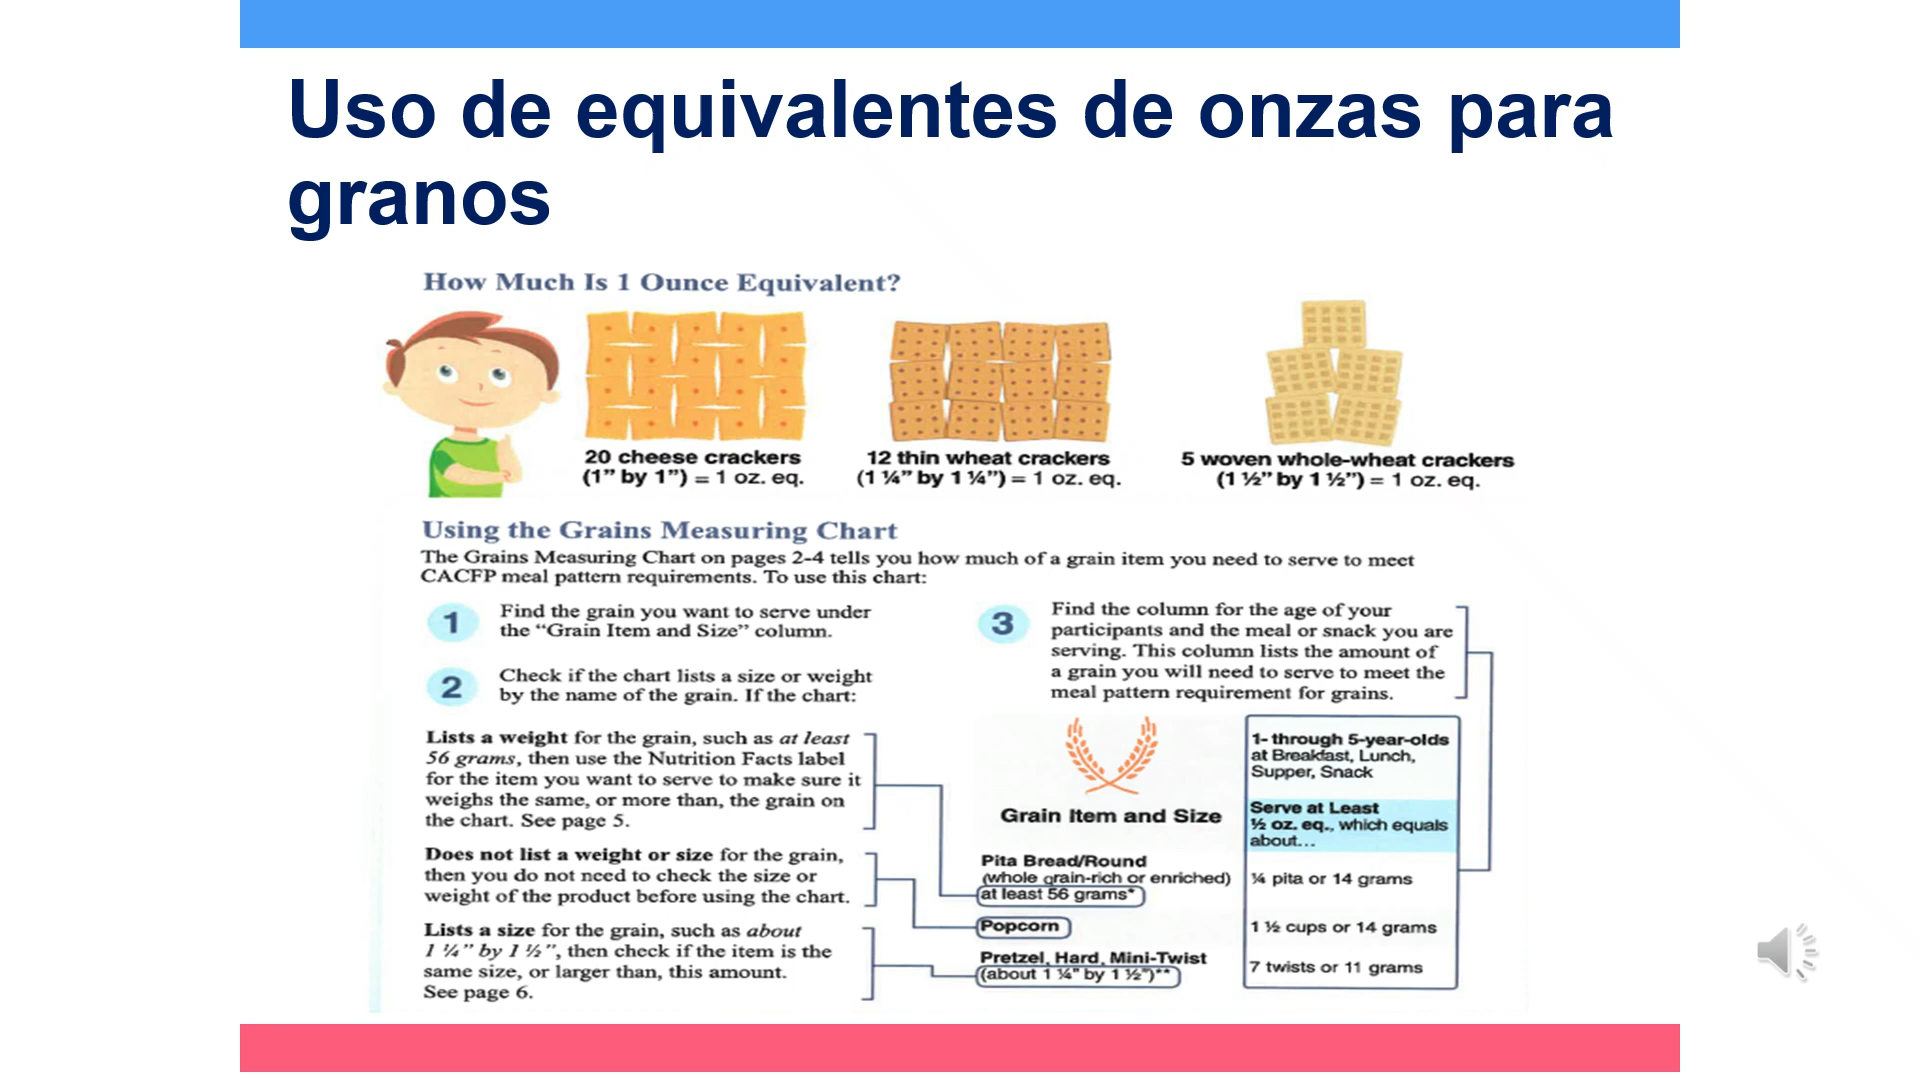 Uso de equivalentes de onzas para
granos
How Much Is 1 Ounce Equivalent?
20 cheese crackers
(1” by 1”) = 1 oz. eq.
12 thin wheat crackers
(1 ¼” by 1 ¼”) = 1 oz. eq.
5 woven whole-wheat crackers
(1 ½” by 1 ½”) = 1 oz. eq.
Using the Grains Measuring Chart
The Grains Measuring Chart on pages 2-4 tells you how much of a grain item you need to serve to meet
CACFP meal pattern requirements. To use this chart:
1
Find the grain you want to serve under
the “Grain Item and Size” column.
2
Check if the chart lists a size or weight
by the name of the grain. If the chart:
Lists a weight for the grain, such as at least
56 grams, then use the Nutrition Facts label
for the item you want to serve to make sure it
weighs the same, or more than, the grain on
the chart. See page 5.
Does not list a weight or size for the grain,
then you do not need to check the size or
weight of the product before using the chart.
Lists a size for the grain, such as about
1 ¼” by 1 ½”, then check if the item is the
same size, or larger than, this amount.
See page 6.
3
Find the column for the age of your
participants and the meal or snack you are
serving. This column lists the amount of
a grain you will need to serve to meet the
meal pattern requirement for grains.
Grain Item and Size
1- through 5-year-olds
at Breakfast, Lunch,
Supper, Snack
Serve at Least
½ oz. eq., which equals
about...
Pita Bread/Round
(whole grain-rich or enriched)
at least 56 grams*
¼ pita or 14 grams
Popcorn
1 ½ cups or 14 grams
Pretzel, Hard, Mini-Twist
(about 1 ¼” by 1 ½”)**
7 twists or 11 grams